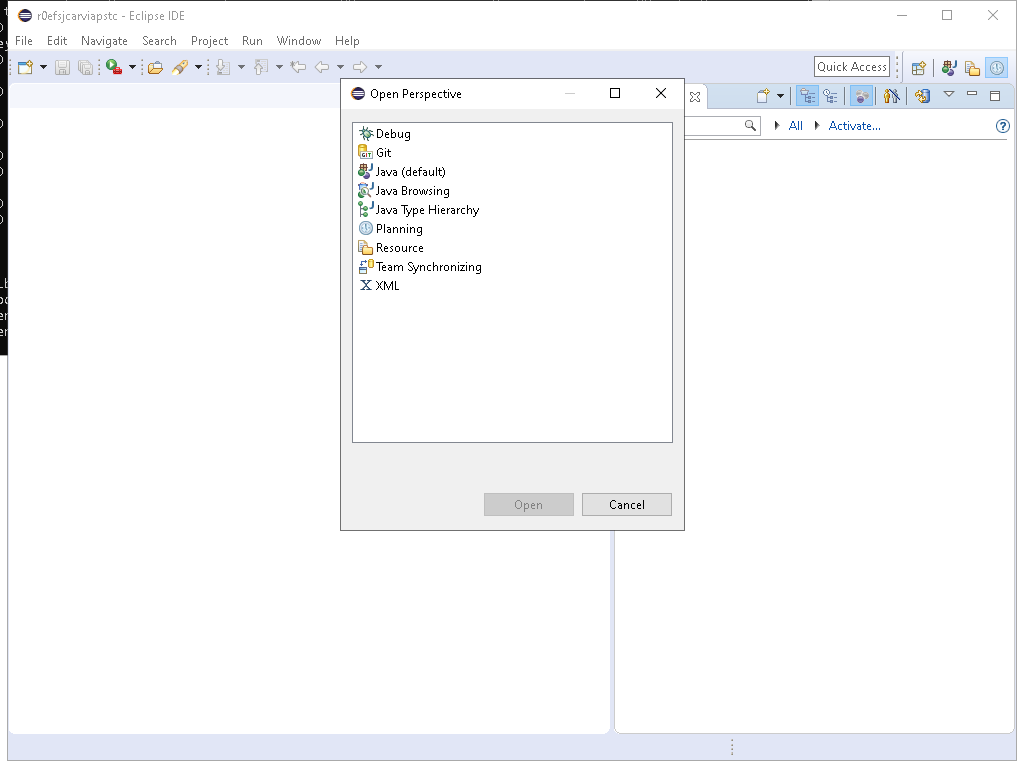 r0efsjcarviapstc - Eclipse IDE
File Edit Navigate Search Project Run Window Help
Quick Access
Open Perspective
All Activate...
Debug
GIT Git
Java (default)
Java Browsing
Java Type Hierarchy
Planning
Resource
Team Synchronizing
X XML
Open Cancel